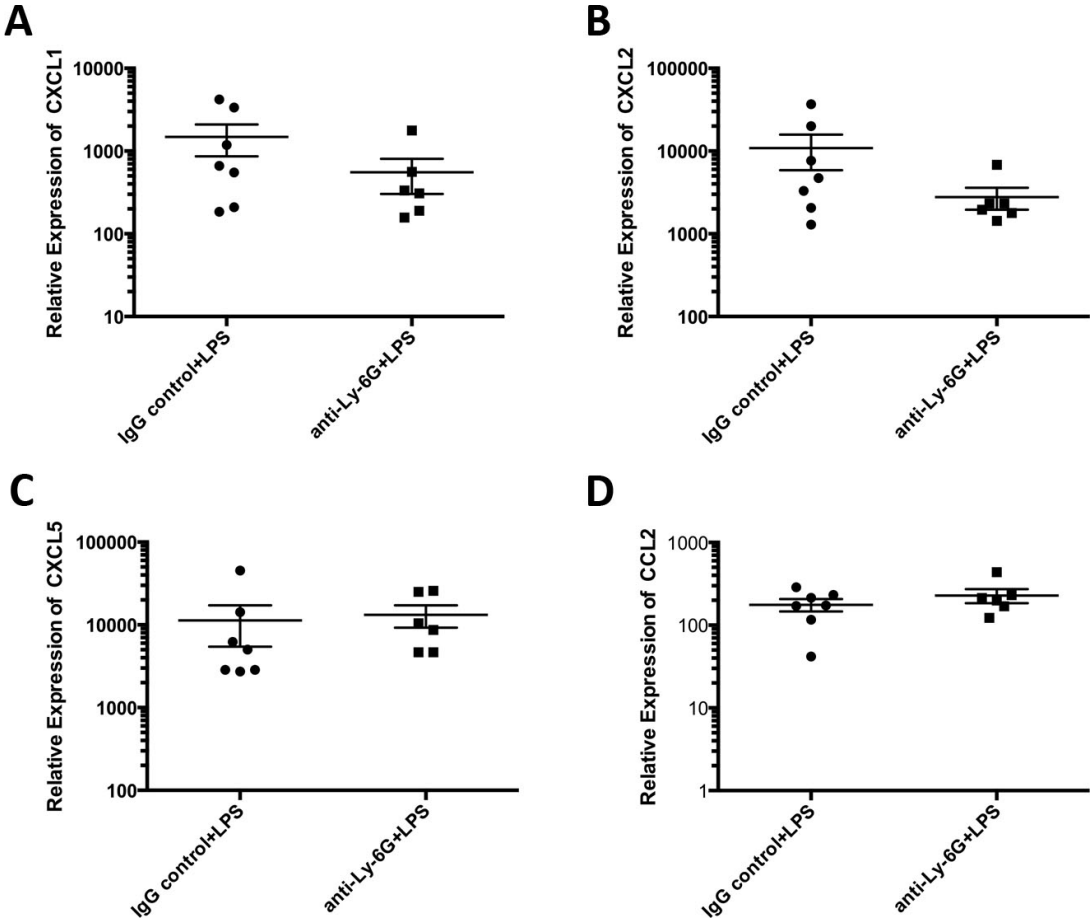 A
Relative Expression of CXCL1
10000
1000
100
10
IgG control+LPS
anti-Ly-6G+LPS
B
Relative Expression of CXCL2
100000
10000
1000
100
IgG control+LPS
anti-Ly-6G+LPS
C
Relative Expression of CXCL5
100000
10000
1000
100
IgG control+LPS
anti-Ly-6G+LPS
D
Relative Expression of CCL2
1000
100
10
1
IgG control+LPS
anti-Ly-6G+LPS